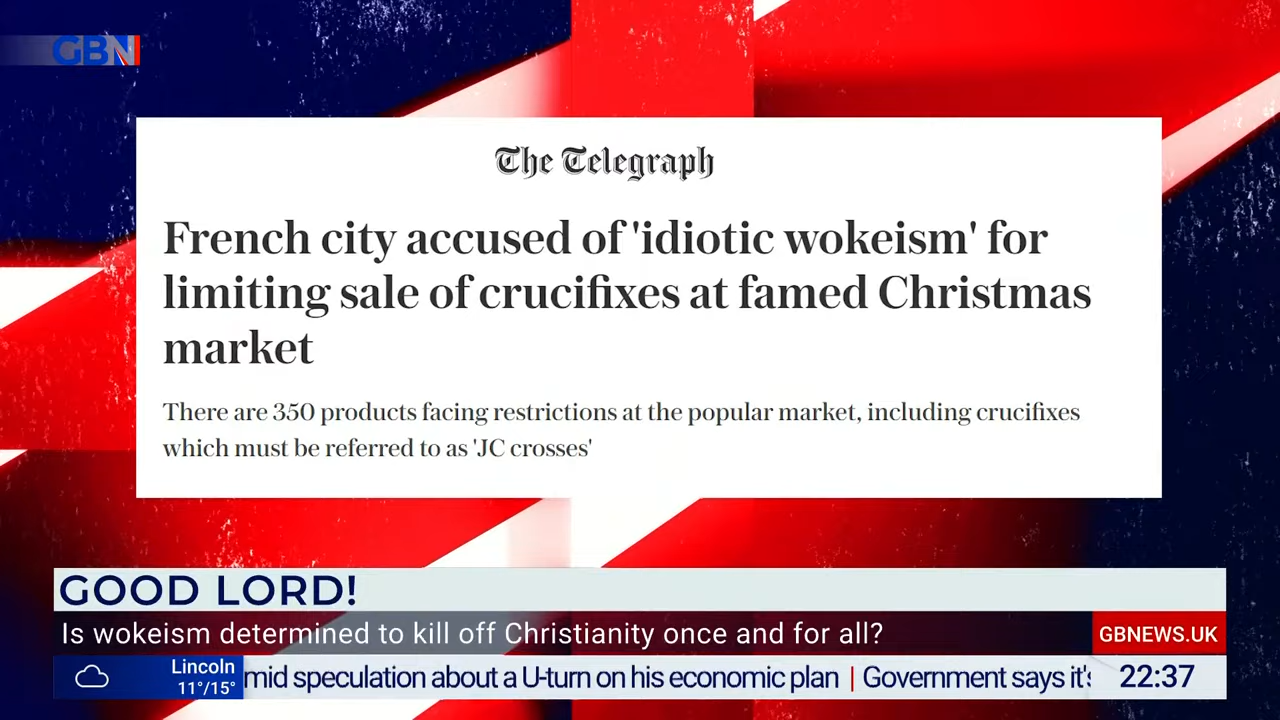 GBN
The Telegraph
French city accused of 'idiotic wokeism' for
limiting sale of crucifixes at famed Christmas
market
There are 350 products facing restrictions at the popular market, including crucifixes
which must be referred to as 'JC crosses'
GOOD LORD!
Is wokeism determined to kill off Christianity once and for all?
GBNEWS.UK
Lincoln
11°/15°
mid speculation about a U-turn on his economic plan | Government says it's
22:37